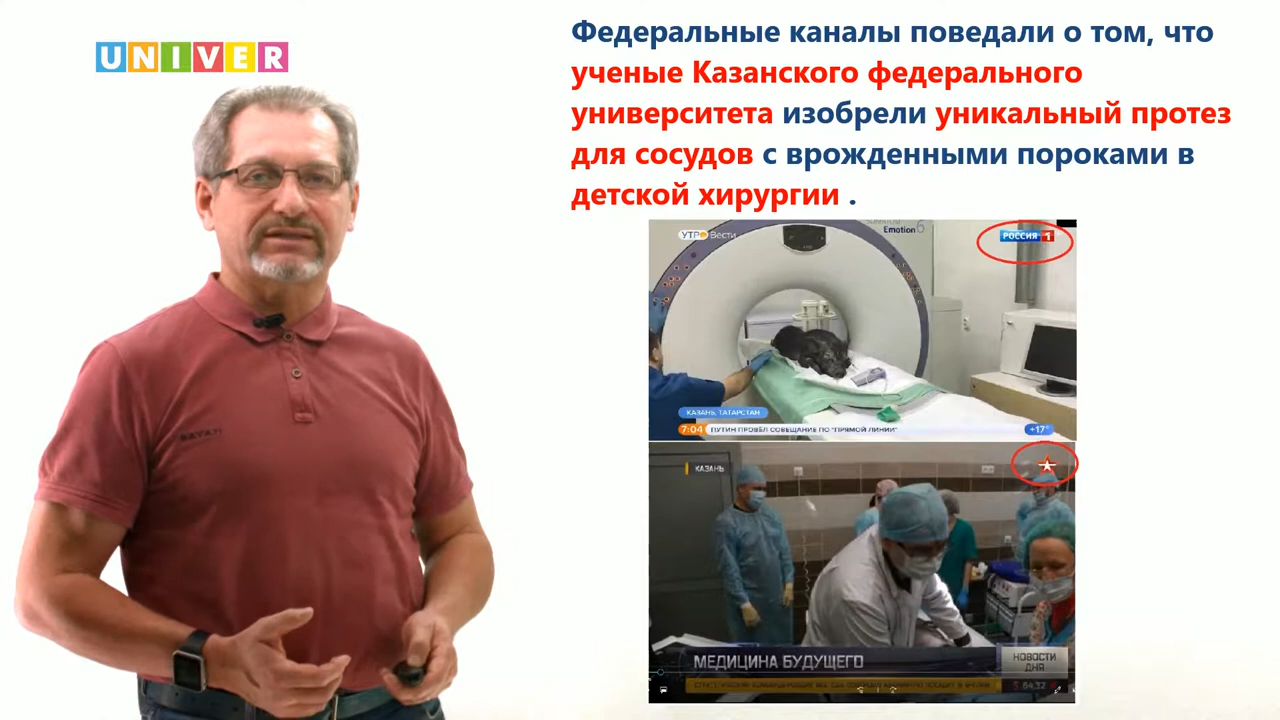 UNIVER
Федеральные каналы поведали о том, что
ученые Казанского федерального
университета изобрели уникальный протез
для сосудов с врожденными пороками в
детской хирургии .
УТРО Вести
Emotion 6
РОССИЯ 1
КАЗАНЬ, ТАТАРСТАН
7:04 ПУТИН ПРОВЁЛ СОВЕЩАНИЕ ПО "ПРЯМОЙ ЛИНИИ" +17°
КАЗАНЬ
МЕДИЦИНА БУДУЩЕГО
НОВОСТИ
ДНЯ